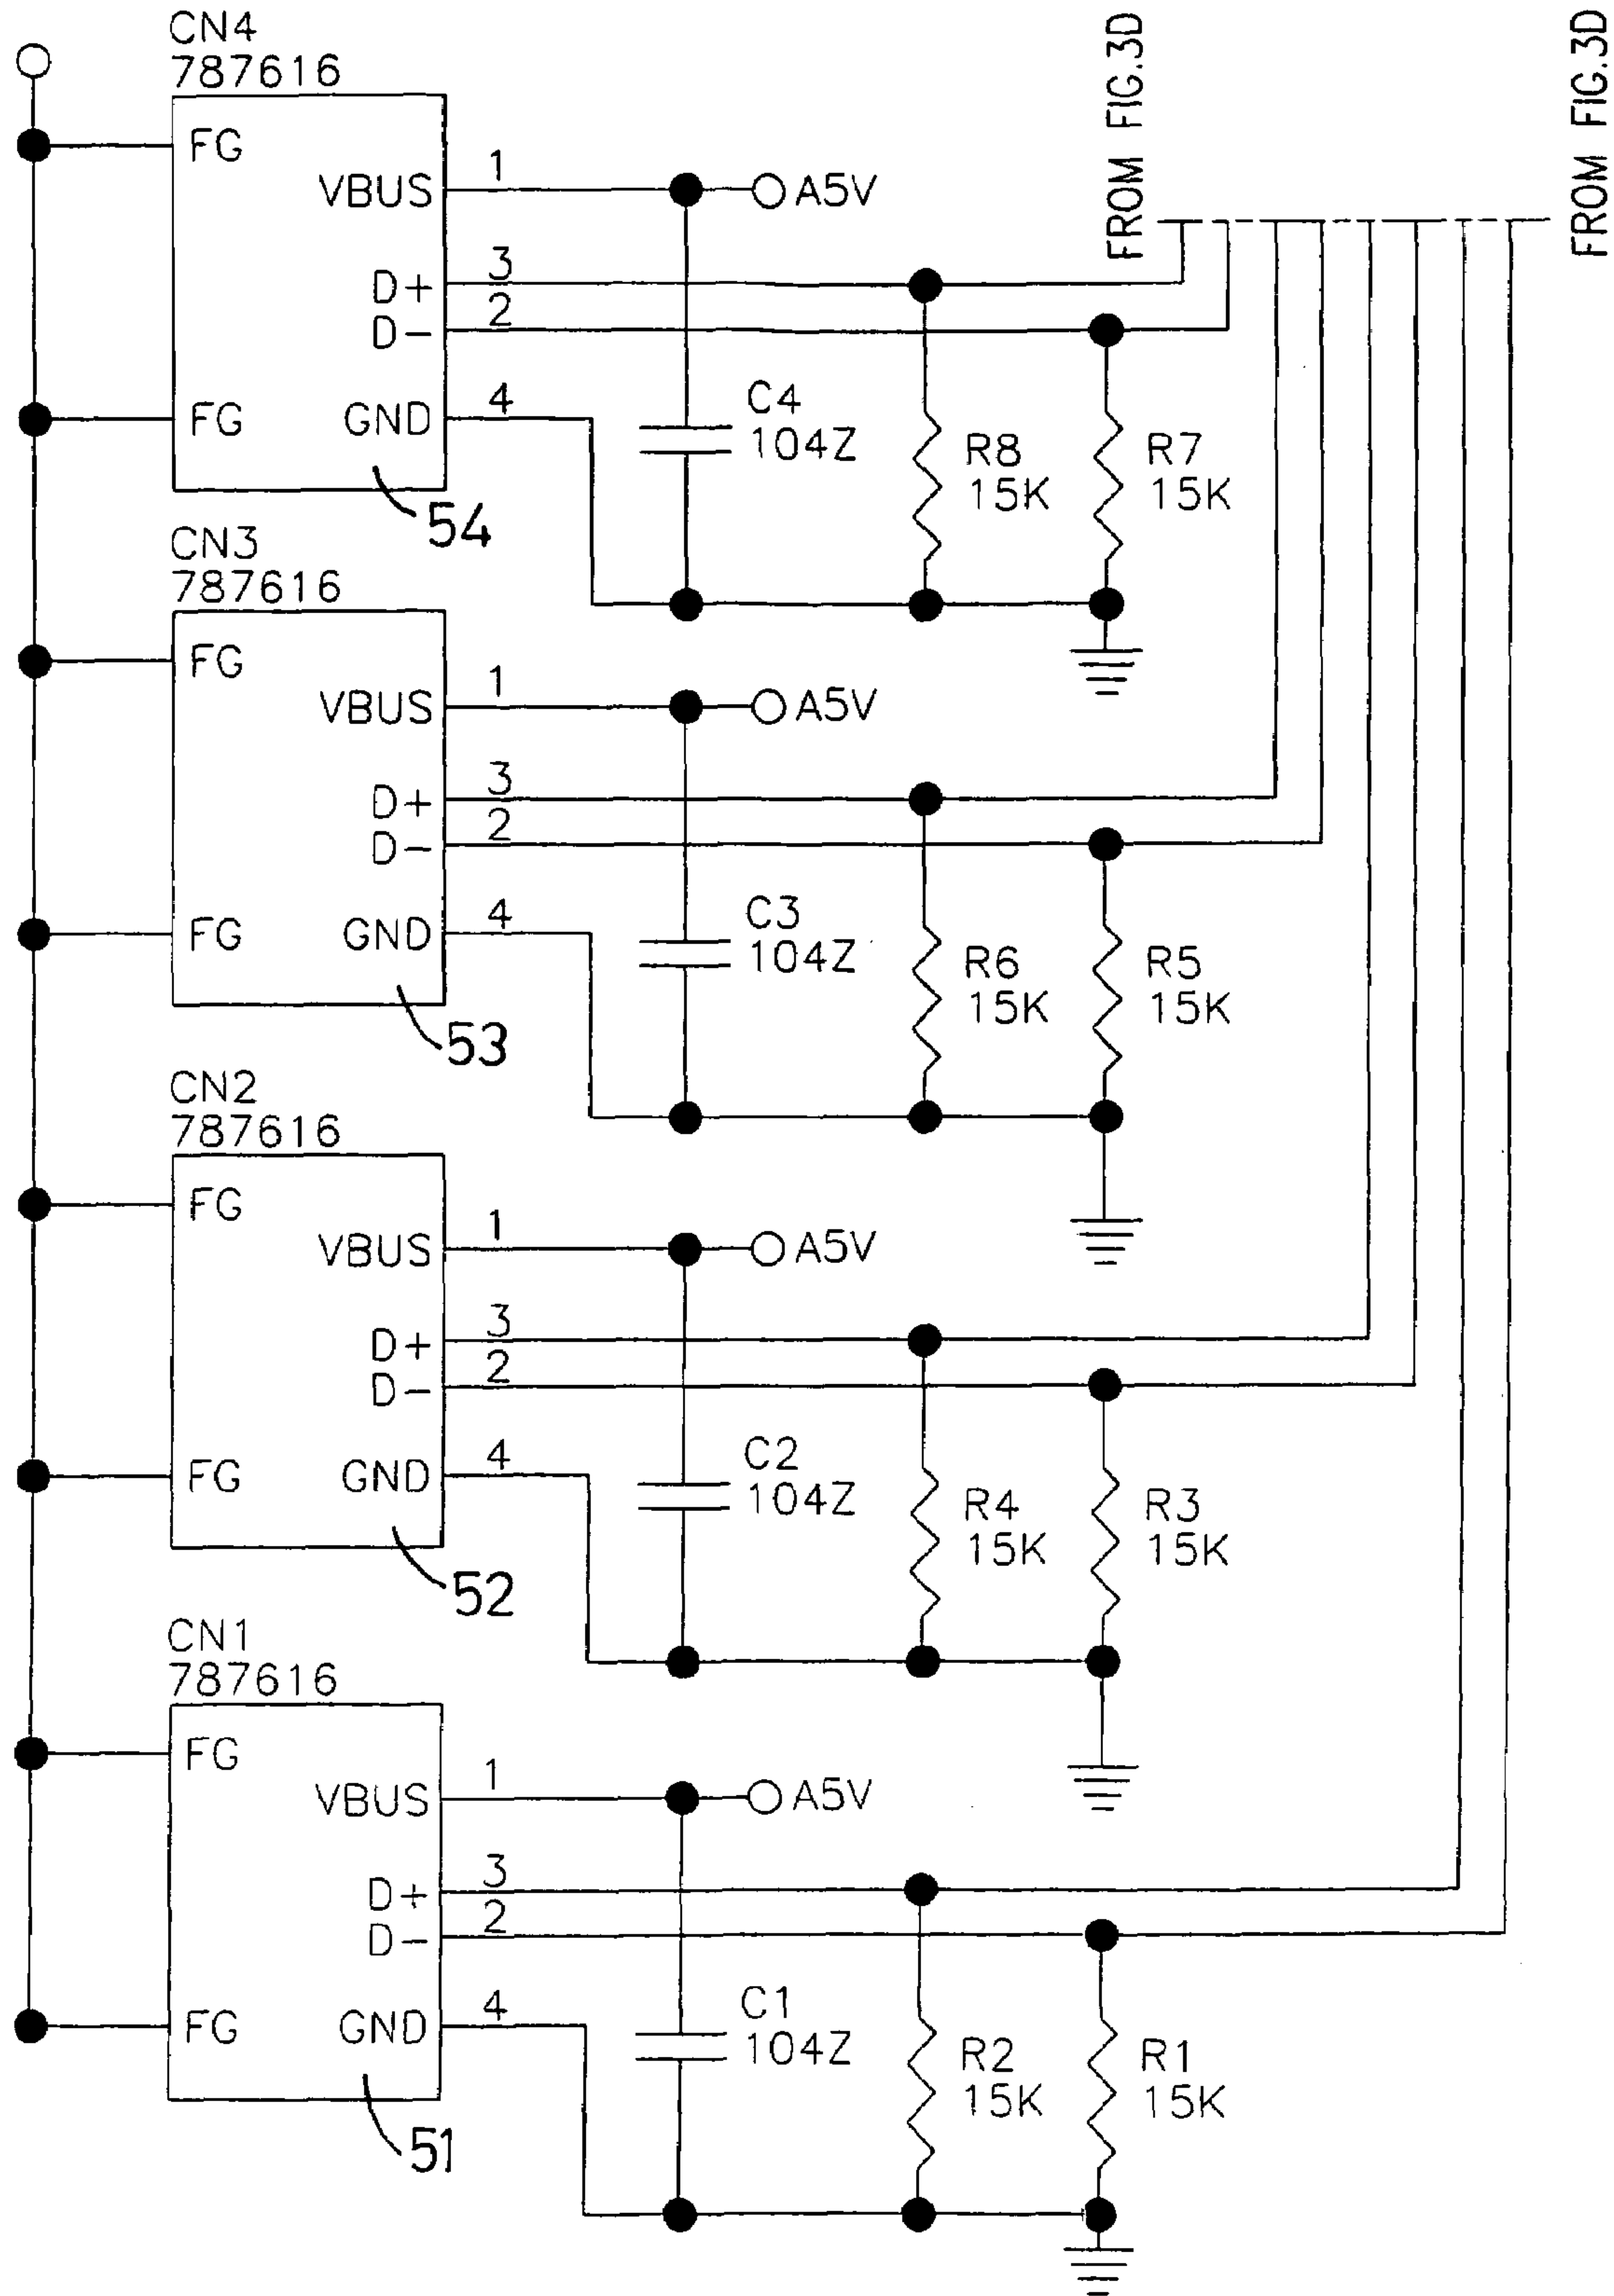 CN4
787616
FG
VBUS
1
A5V
D+
3
D−
2
FG
GND
4
C4
104Z
R8
15K
R7
15K
54
FROM FIG.3D
FROM FIG.3D
CN3
787616
FG
VBUS
1
A5V
D+
3
D−
2
FG
GND
4
C3
104Z
R6
15K
R5
15K
53
CN2
787616
FG
VBUS
1
A5V
D+
3
D−
2
FG
GND
4
C2
104Z
R4
15K
R3
15K
52
CN1
787616
FG
VBUS
1
A5V
D+
3
D−
2
FG
GND
4
C1
104Z
R2
15K
R1
15K
51